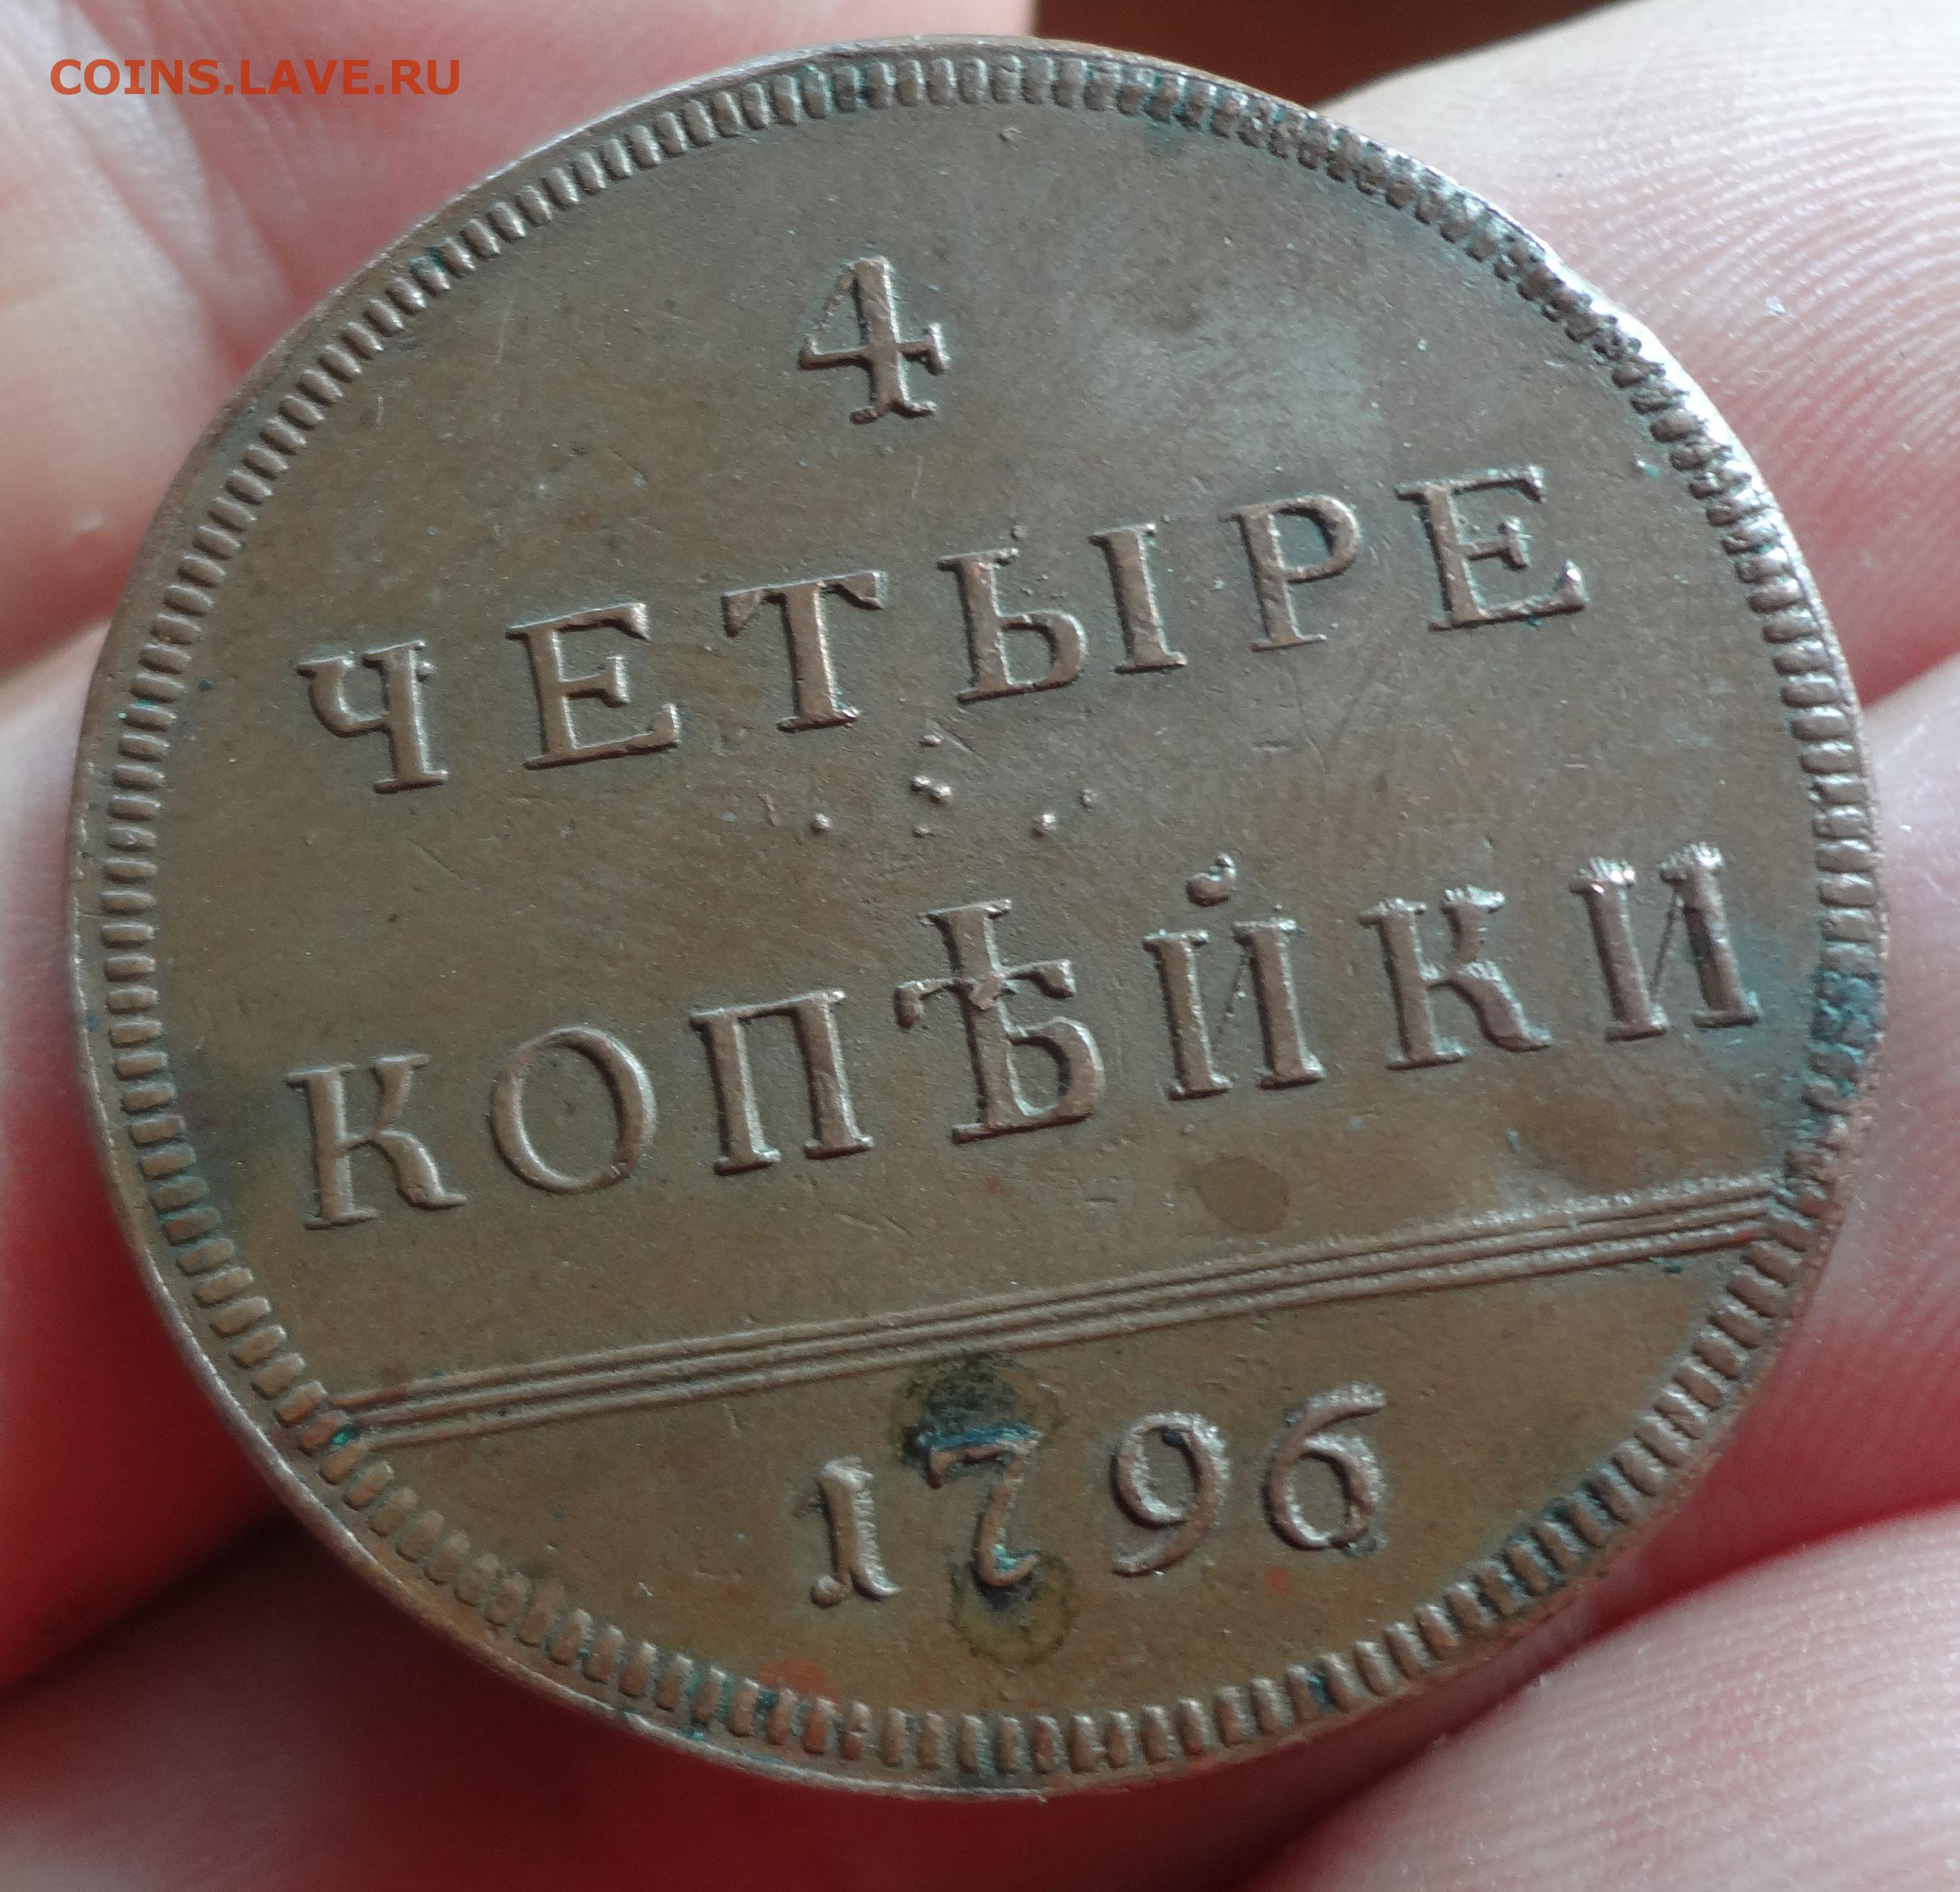 COINS.LAVE.RU
4
ЧЕТЫРЕ
КОПѢЙКИ
1796